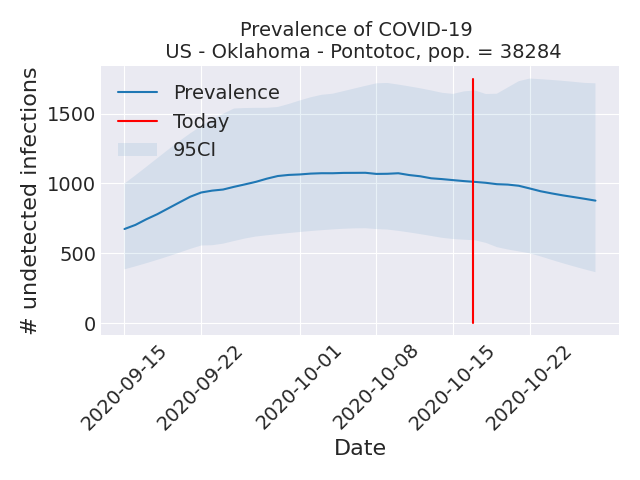 Prevalence of COVID-19
US - Oklahoma - Pontotoc, pop. = 38284
# undetected infections
1500
1000
500
0
Prevalence
Today
95CI
2020-09-15
2020-09-22
2020-10-01
2020-10-08
2020-10-15
2020-10-22
Date